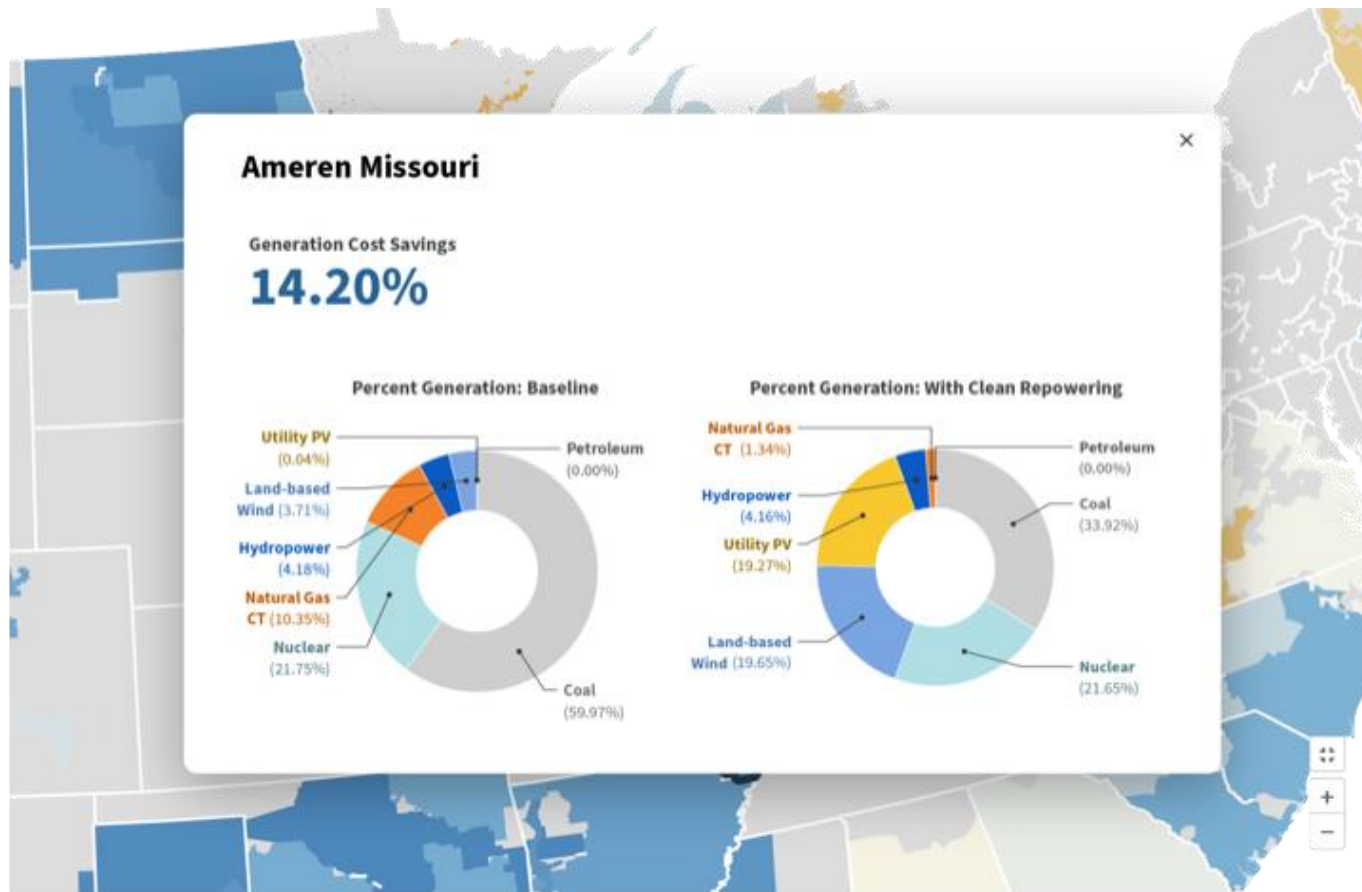 ×
Ameren Missouri
Generation Cost Savings
14.20%
Percent Generation: Baseline
Utility PV
(0.04%)
Land-based
Wind (3.71%)
Hydropower
(4.18%)
Natural Gas
CT (10.35%)
Nuclear
(21.75%)
Petroleum
(0.00%)
Coal
(59.97%)
Percent Generation: With Clean Repowering
Natural Gas
CT (1.34%)
Hydropower
(4.16%)
Utility PV
(19.27%)
Land-based
Wind (19.65%)
Petroleum
(0.00%)
Coal
(33.92%)
Nuclear
(21.65%)
+
−